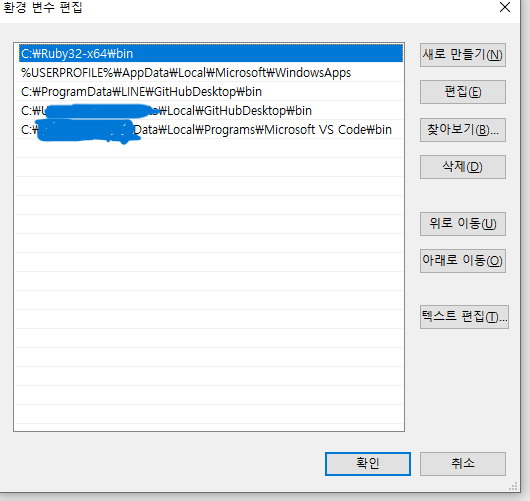 환경 변수 편집
C:₩Ruby32-x64₩bin
%USERPROFILE%₩AppData₩Local₩Microsoft₩WindowsApps
C:₩ProgramData₩LINE₩GitHubDesktop₩bin
C:₩ ₩Local₩GitHubDesktop₩bin
C:₩ Data₩Local₩Programs₩Microsoft VS Code₩bin
새로 만들기(N)
편집(E)
찾아보기(B)...
삭제(D)
위로 이동(U)
아래로 이동(O)
텍스트 편집(T)...
확인
취소